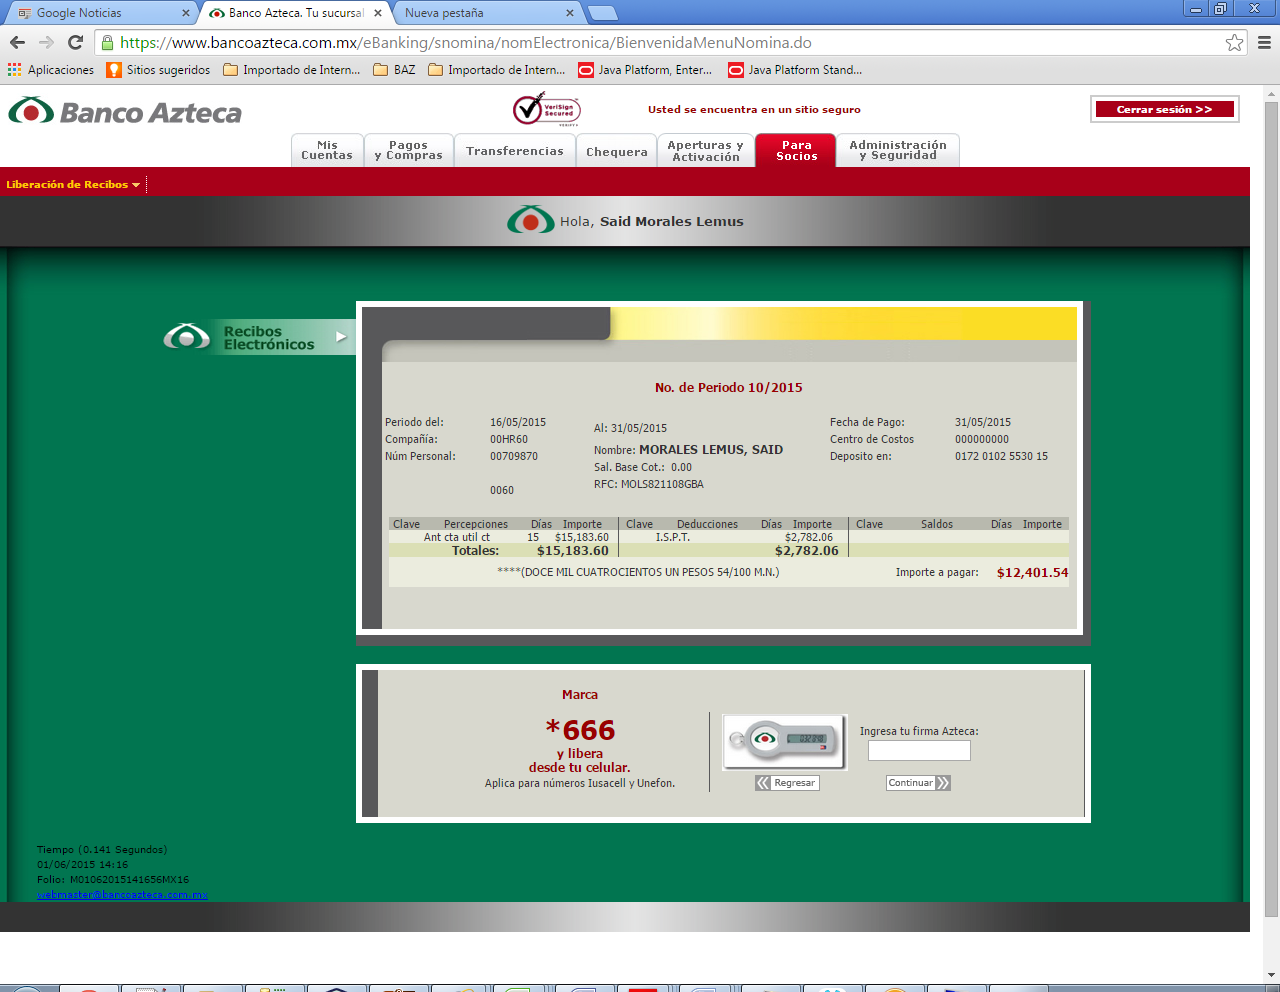 Google Noticias
Banco Azteca. Tu sucursal
Nueva pestaña
https://www.bancoazteca.com.mx/eBanking/snomina/nomElectronica/BienvenidaMenuNomina.do
Aplicaciones
Sitios sugeridos
Importado de Intern...
BAZ
Importado de Intern...
Java Platform, Enter...
Java Platform Stand...
Banco Azteca
VeriSign
Secured
VERIFY
Usted se encuentra en un sitio seguro
Cerrar sesión >>
Mis
Cuentas
Pagos
y Compras
Transferencias
Chequera
Aperturas y
Activación
Para
Socios
Administración
y Seguridad
Liberación de Recibos
Hola, Said Morales Lemus
Recibos
Electrónicos
No. de Periodo 10/2015
Periodo del: 16/05/2015 Al: 31/05/2015 Fecha de Pago: 31/05/2015
Compañía: 00HR60 Nombre: MORALES LEMUS, SAID Centro de Costos 000000000
Núm Personal: 00709870 Sal. Base Cot.: 0.00 Deposito en: 0172 0102 5530 15
0060 RFC: MOLS821108GBA
Clave Percepciones Días Importe Clave Deducciones Días Importe Clave Saldos Días Importe
Ant cta util ct 15 $15,183.60 I.S.P.T. $2,782.06
Totales: $15,183.60 $2,782.06
****(DOCE MIL CUATROCIENTOS UN PESOS 54/100 M.N.) Importe a pagar: $12,401.54
Marca
*666
y libera
desde tu celular.
Aplica para números Iusacell y Unefon.
Ingresa tu firma Azteca:
Regresar
Continuar
Tiempo (0.141 Segundos)
01/06/2015 14:16
Folio: M01062015141656MX16
webmaster@bancoazteca.com.mx